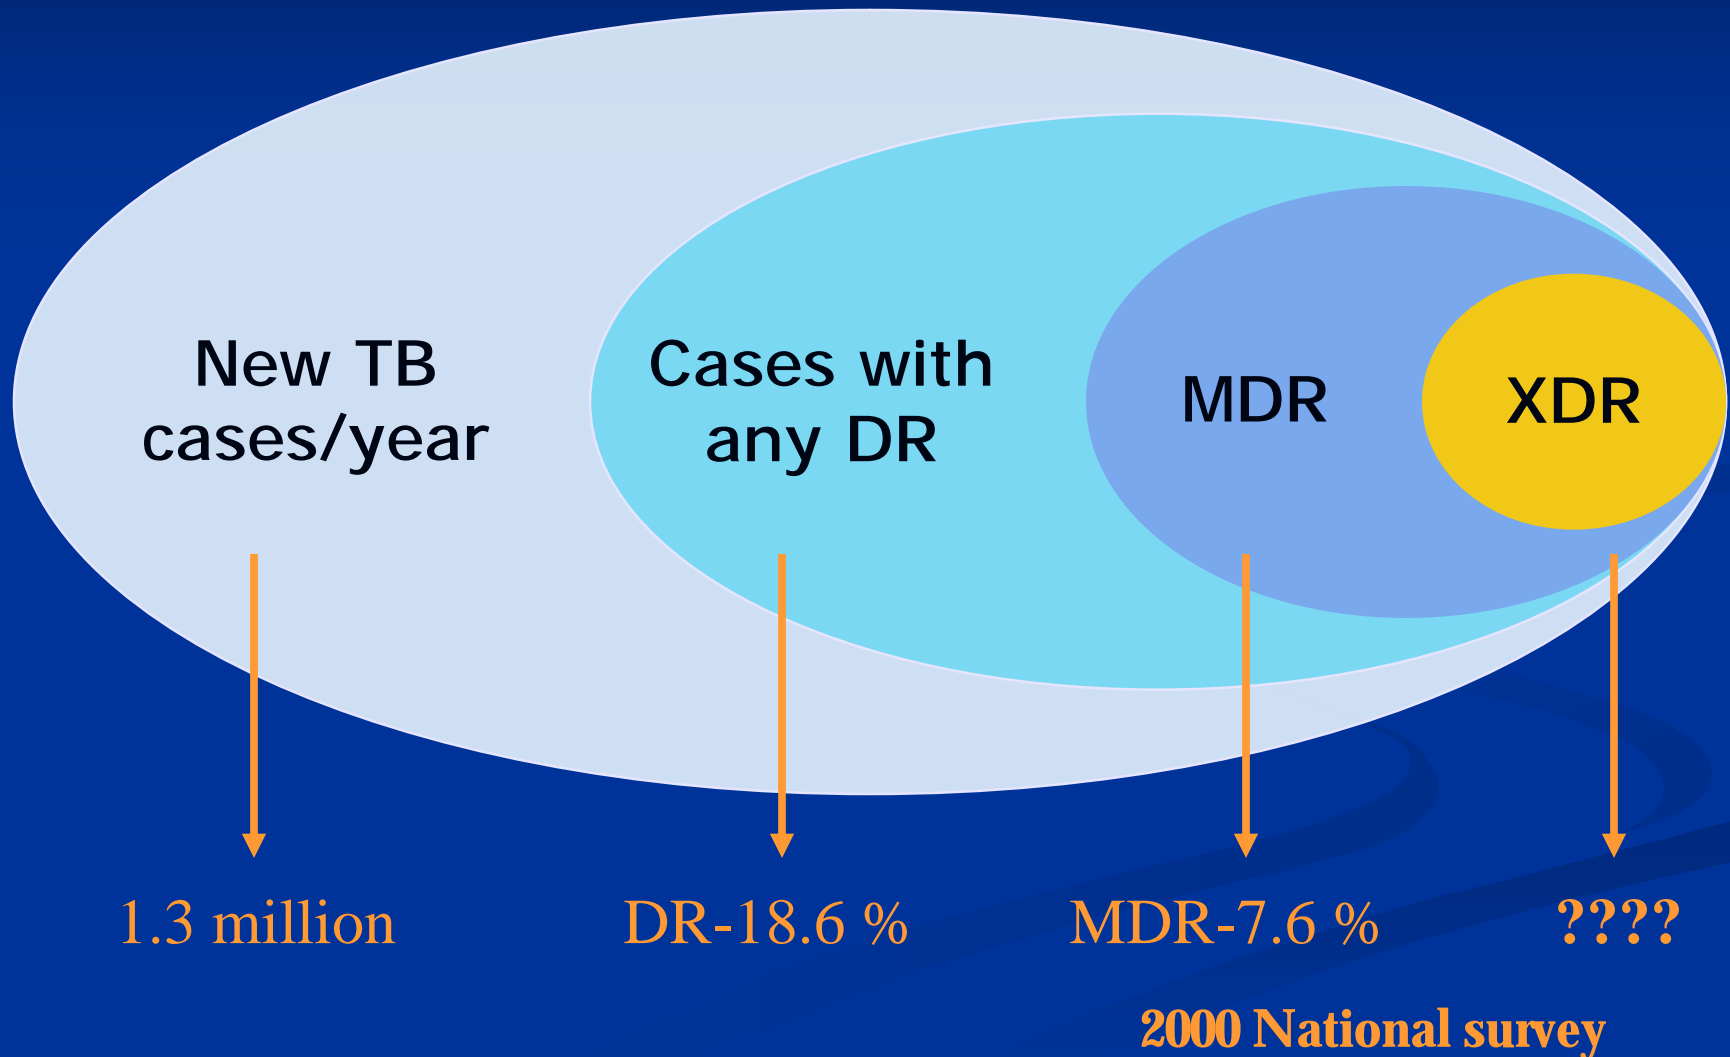 New TB
cases/year
Cases with
any DR
MDR
XDR
1.3 million
DR-18.6 %
MDR-7.6 %
????
2000 National survey